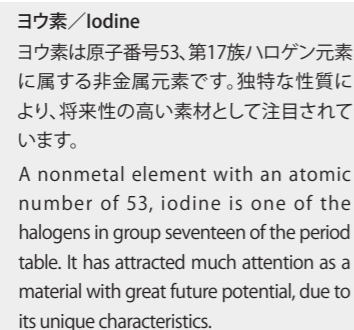 ヨウ素／Iodine
ヨウ素は原子番号53、第17族ハロゲン元素
に属する非金属元素です。独特な性質に
より、将来性の高い素材として注目されて
います。
A nonmetal element with an atomic
number of 53, iodine is one of the
halogens in group seventeen of the period
table. It has attracted much attention as a
material with great future potential, due to
its unique characteristics.